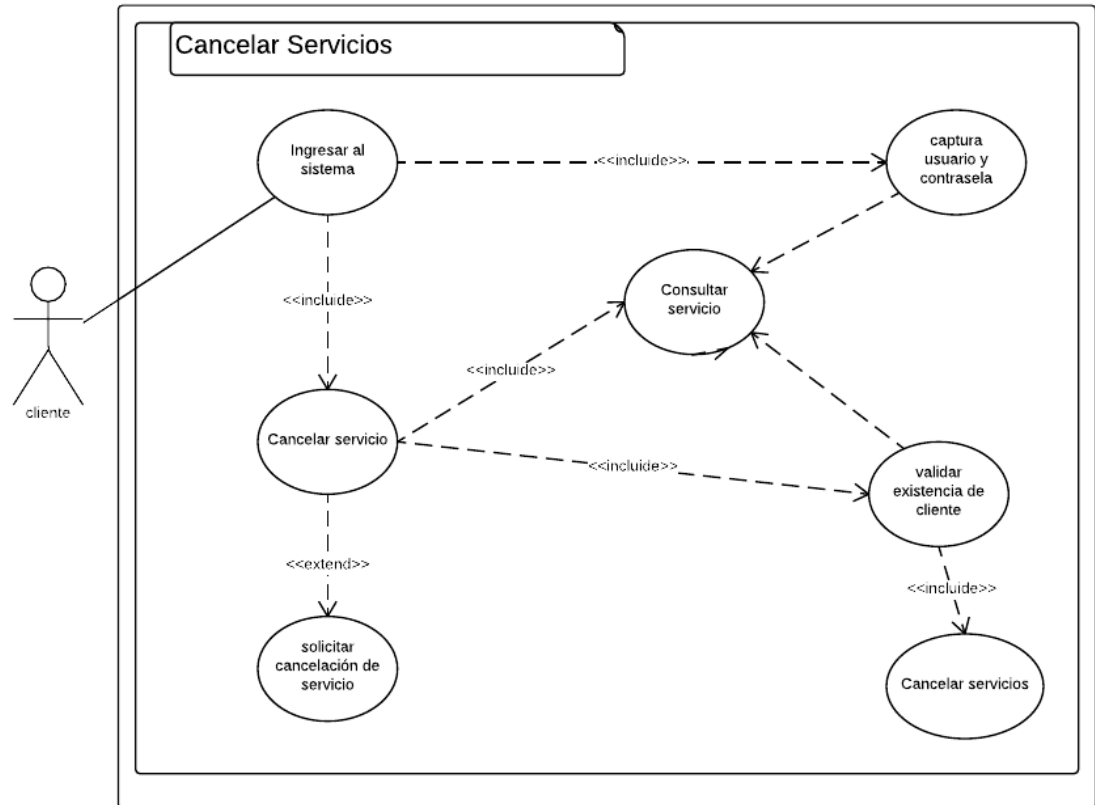 Cancelar Servicios
Ingresar al
sistema
<<incluide>>
captura
usuario y
contrasela
Consultar
servicio
<<incluide>>
<<incluide>>
cliente
Cancelar servicio
<<incluide>>
validar
existencia de
cliente
<<extend>>
<<incluide>>
solicitar
cancelación de
servicio
Cancelar servicios